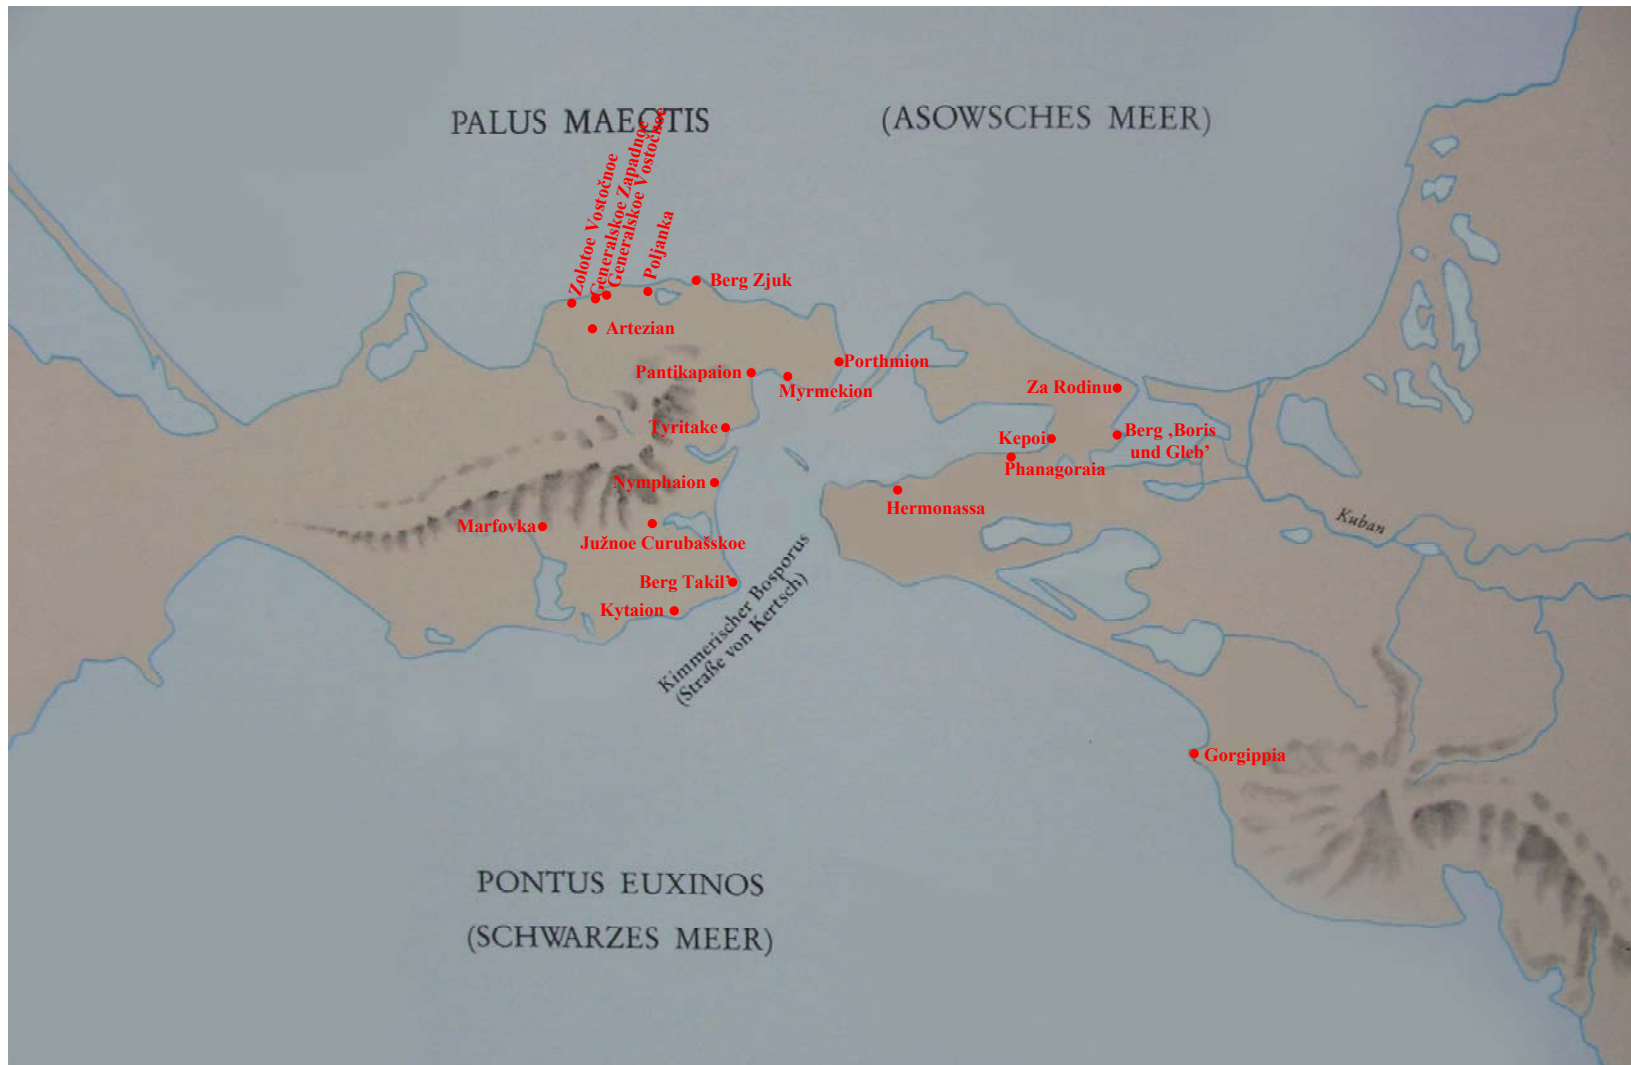 PALUS MAEOTIS
(ASOWSCHES MEER)
Zolotoe Vostočnoe
Generalskoe Zapadnoe
Generalskoe Vostočnoe
Poljanka
Berg Zjuk
Artezian
Porthmion
Pantikapaion
Myrmekion
Za Rodinu
Tyritake
Kepoi
Berg ‚Boris
und Gleb’
Phanagoraia
Nymphaion
Hermonassa
Marfovka
Kuban
Južnoe Curubašskoe
Berg Takil’
Kytaion
Kimmerischer Bosporus
(Straße von Kertsch)
Gorgippia
PONTUS EUXINOS
(SCHWARZES MEER)